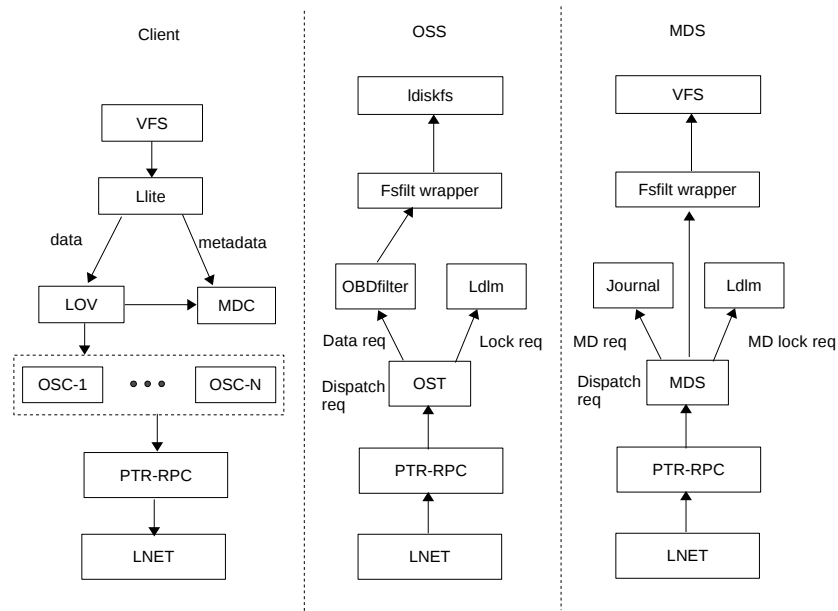 Client
VFS
Llite
data
metadata
LOV
MDC
OSC-1
OSC-N
PTR-RPC
LNET
OSS
ldiskfs
Fsfilt wrapper
OBDfilter
Ldlm
Data req
Lock req
Dispatch
req
OST
PTR-RPC
LNET
MDS
VFS
Fsfilt wrapper
Journal
Ldlm
MD req
MD lock req
Dispatch
req
MDS
PTR-RPC
LNET